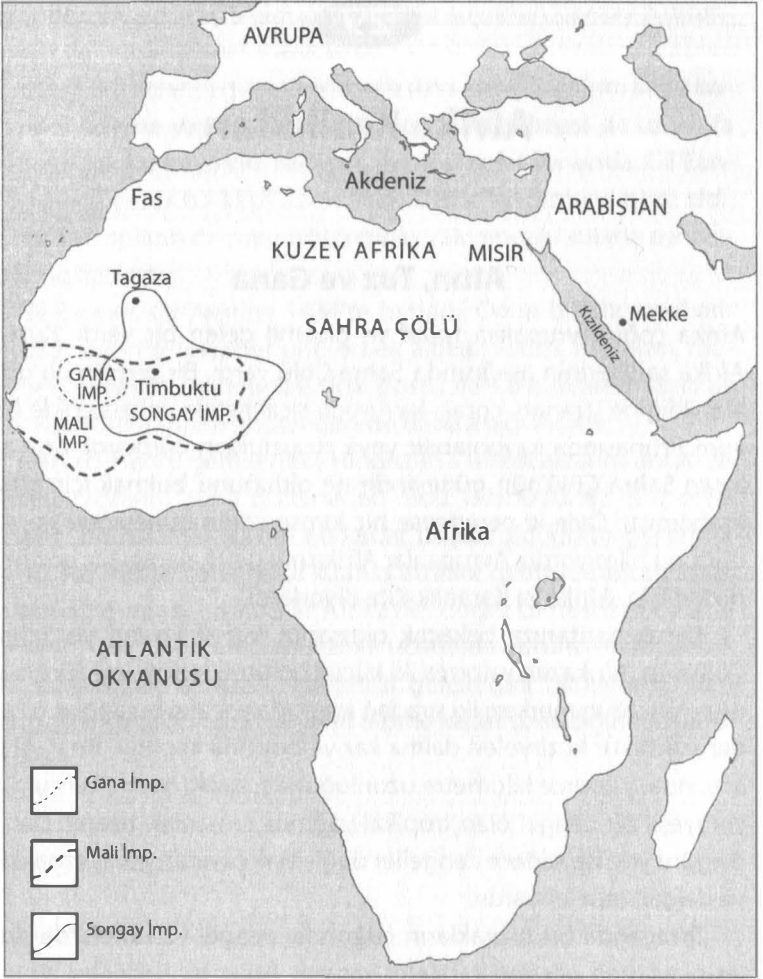 AVRUPA
Akdeniz
Fas
ARABİSTAN
KUZEY AFRİKA
MISIR
Tagaza
SAHRA ÇÖLÜ
Mekke
Kızıldeniz
GANA
İMP.
Timbuktu
SONGAY İMP.
MALİ
İMP.
Afrika
ATLANTİK
OKYANUSU
Gana İmp.
Mali İmp.
Songay İmp.